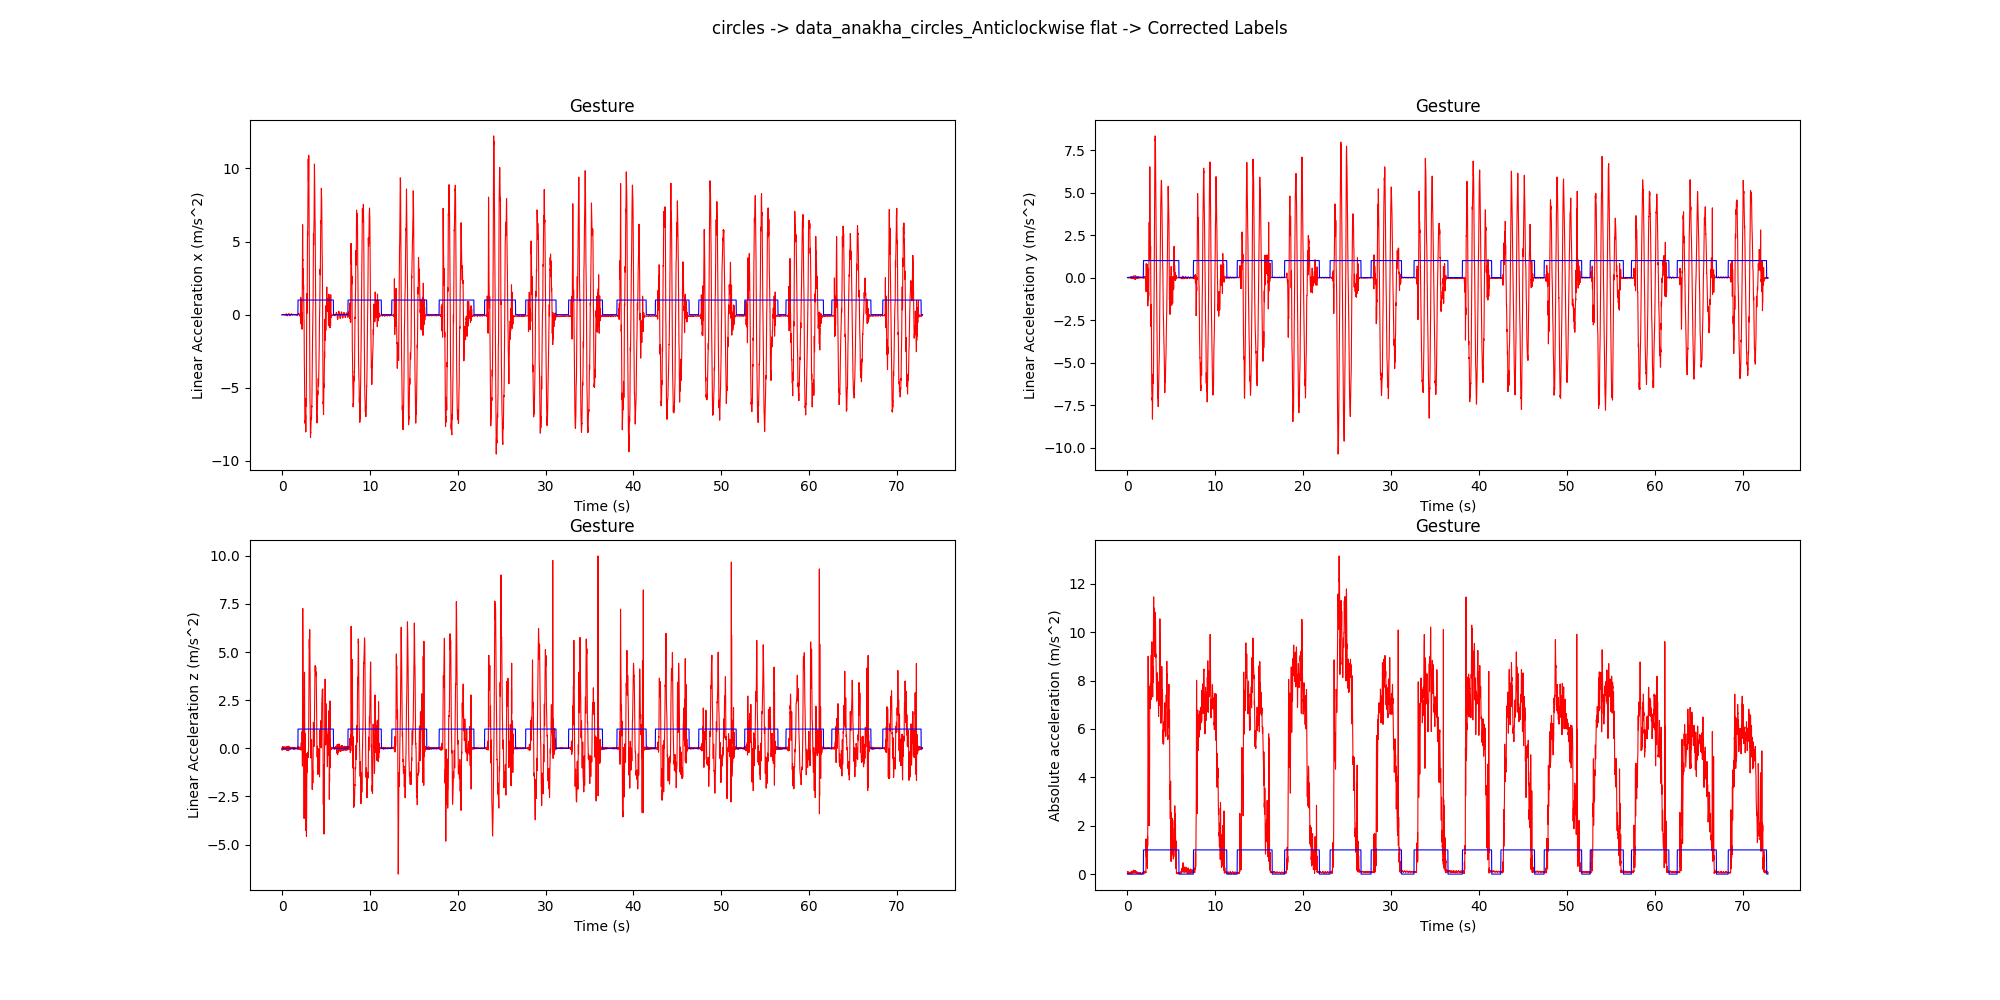 circles -> data_anakha_circles_Anticlockwise flat -> Corrected Labels
Gesture
Linear Acceleration x (m/s^2)
10
5
0
−5
−10
0 10 20 30 40 50 60 70
Time (s)
Gesture
Linear Acceleration y (m/s^2)
7.5
5.0
2.5
0.0
−2.5
−5.0
−7.5
−10.0
0 10 20 30 40 50 60 70
Time (s)
Gesture
Linear Acceleration z (m/s^2)
10.0
7.5
5.0
2.5
0.0
−2.5
−5.0
0 10 20 30 40 50 60 70
Time (s)
Gesture
Absolute acceleration (m/s^2)
12
10
8
6
4
2
0
0 10 20 30 40 50 60 70
Time (s)